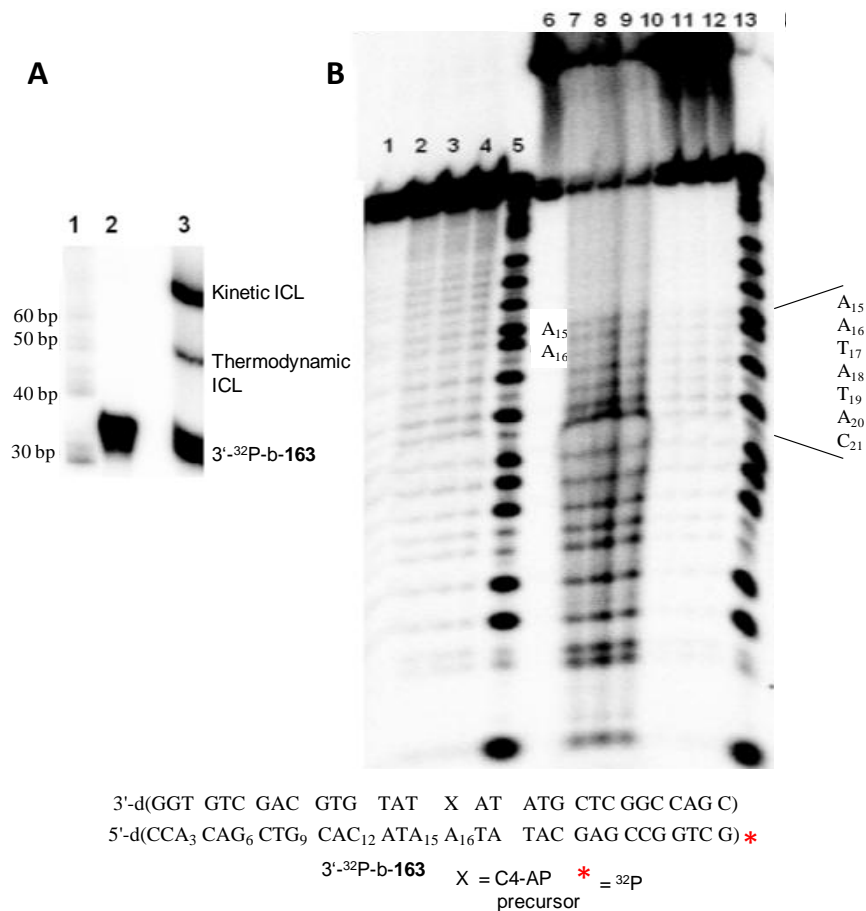 A
B
6 7 8 9 10 11 12 13
1 2 3 4 5
1 2 3
Kinetic ICL
60 bp
50 bp
Thermodynamic
ICL
40 bp
30 bp
3'-32P-b-163
A15
A16
A15
A16
T17
A18
T19
A20
C21
3'-d(GGT GTC GAC GTG TAT X AT ATG CTC GGC CAG C)
5'-d(CCA3 CAG6 CTG9 CAC12 ATA15 A16TA TAC GAG CCG GTC G) *
3'-32P-b-163 X = C4-AP * = 32P
precursor